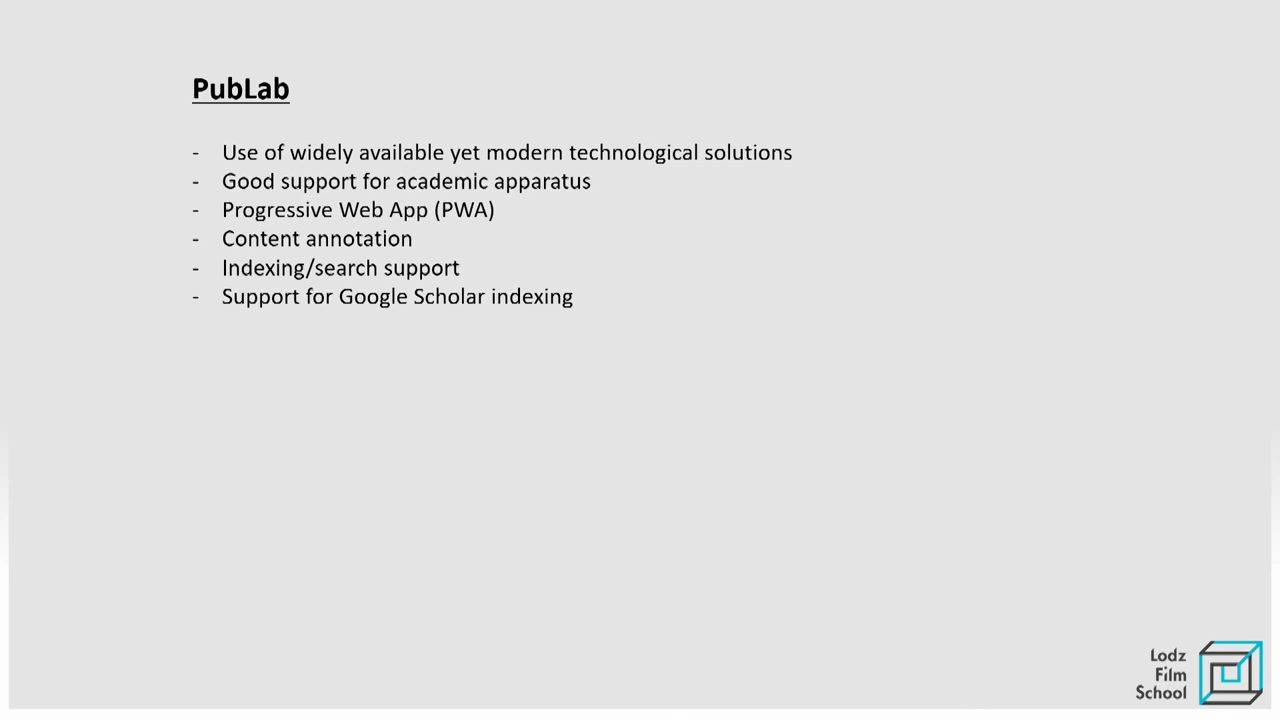 PubLab
- Use of widely available yet modern technological solutions
- Good support for academic apparatus
- Progressive Web App (PWA)
- Content annotation
- Indexing/search support
- Support for Google Scholar indexing
Lodz
Film
School